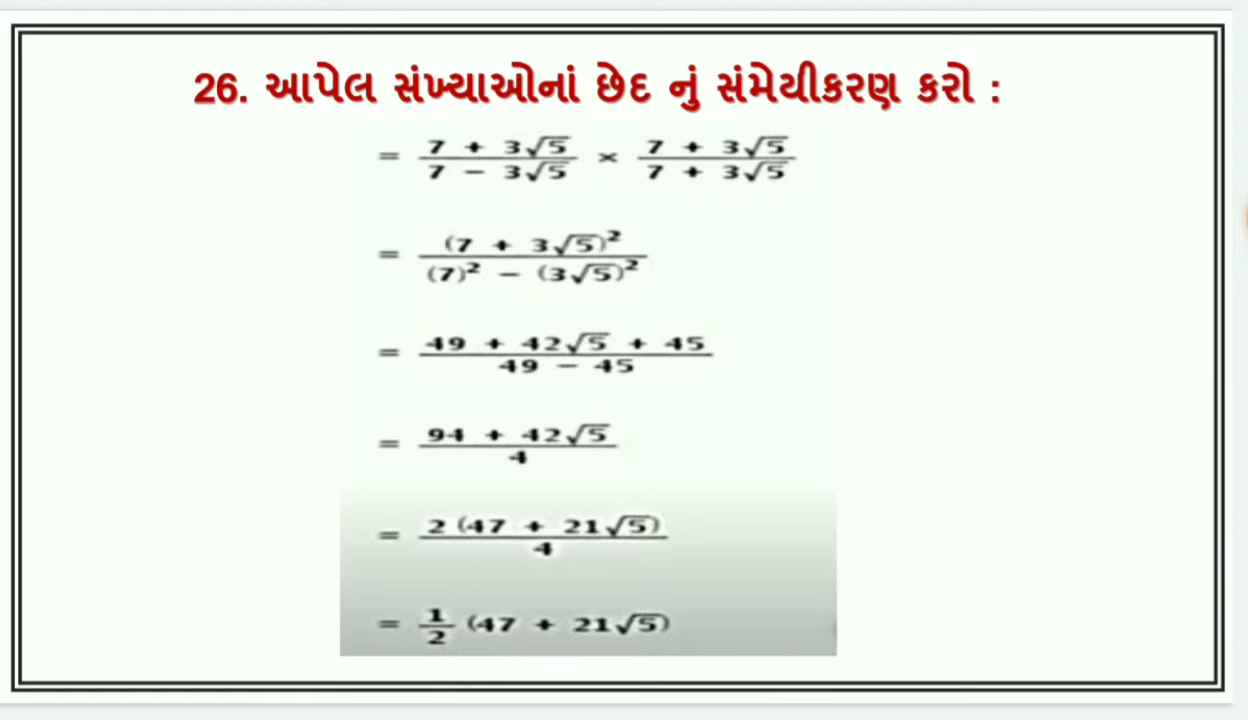 26. આપેલ સંખ્યાઓનાં છેદ નું સંમેયીકરણ કરો :
= (7 + 3√5)/(7 − 3√5) × (7 + 3√5)/(7 + 3√5)
= (7 + 3√5)²/((7)² − (3√5)²)
= (49 + 42√5 + 45)/(49 − 45)
= (94 + 42√5)/4
= 2(47 + 21√5)/4
= 1/2 (47 + 21√5)